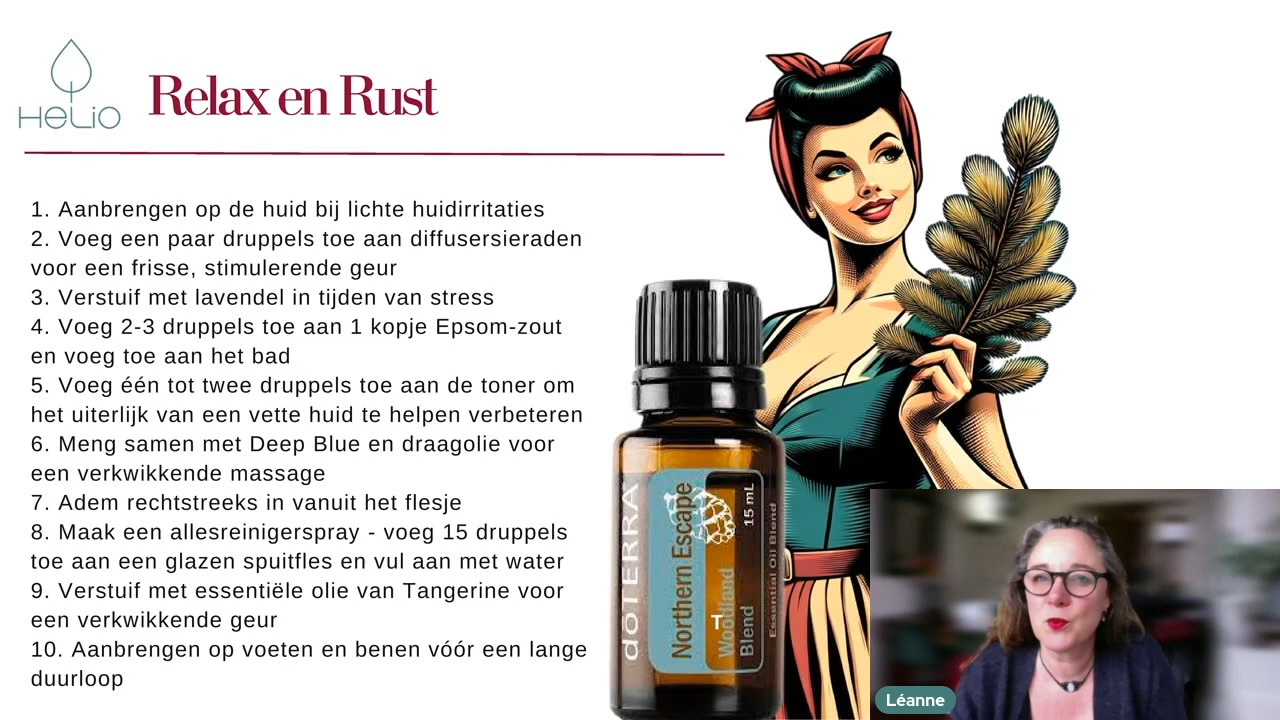 HeLiO
Relax en Rust
1. Aanbrengen op de huid bij lichte huidirritaties
2. Voeg een paar druppels toe aan diffusersieraden
voor een frisse, stimulerende geur
3. Verstuif met lavendel in tijden van stress
4. Voeg 2-3 druppels toe aan 1 kopje Epsom-zout
en voeg toe aan het bad
5. Voeg één tot twee druppels toe aan de toner om
het uiterlijk van een vette huid te helpen verbeteren
6. Meng samen met Deep Blue en draagolie voor
een verkwikkende massage
7. Adem rechtstreeks in vanuit het flesje
8. Maak een allesreinigerspray - voeg 15 druppels
toe aan een glazen spuitfles en vul aan met water
9. Verstuif met essentiële olie van Tangerine voor
een verkwikkende geur
10. Aanbrengen op voeten en benen vóór een lange
duurloop
dōTERRA
Northern Escape
Woodland
Blend
15 mL
Essential Oil Blend
Léanne